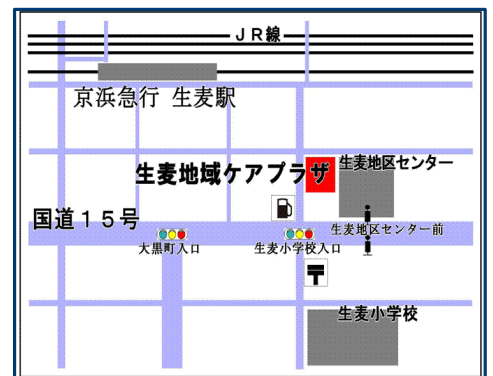 ＪＲ線
京浜急行 生麦駅
生麦地域ケアプラザ
生麦地区センター
国道１５号
生麦地区センター前
大黒町入口
生麦小学校入口
〒
生麦小学校